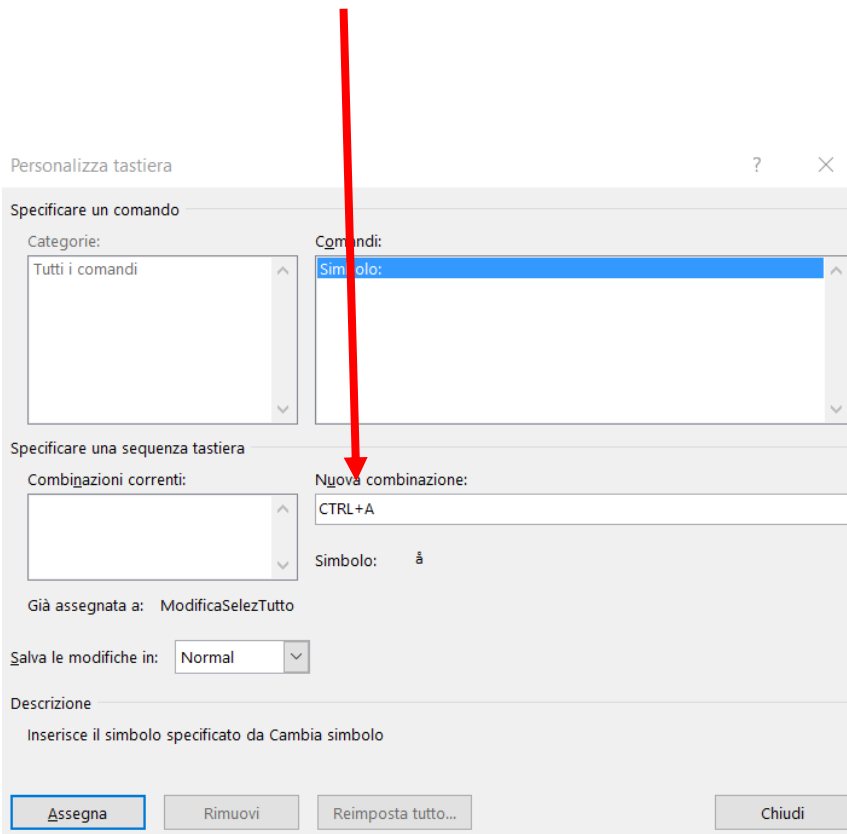 Personalizza tastiera
Specificare un comando
Categorie:
Comandi:
Tutti i comandi
Simbolo:
Specificare una sequenza tastiera
Combinazioni correnti:
Nuova combinazione:
CTRL+A
Simbolo: å
Già assegnata a: ModificaSelezTutto
Salva le modifiche in: Normal
Descrizione
Inserisce il simbolo specificato da Cambia simbolo
Assegna Rimuovi Reimposta tutto... Chiudi